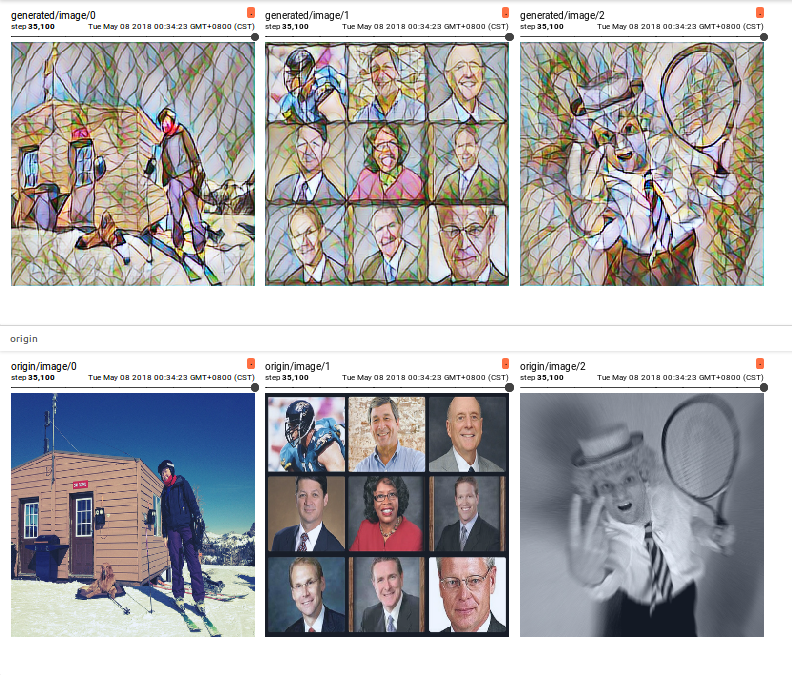 generated/image/0
step 35,100 Tue May 08 2018 00:34:23 GMT+0800 (CST)
generated/image/1
step 35,100 Tue May 08 2018 00:34:23 GMT+0800 (CST)
generated/image/2
step 35,100 Tue May 08 2018 00:34:23 GMT+0800 (CST)
origin
origin/image/0
step 35,100 Tue May 08 2018 00:34:23 GMT+0800 (CST)
origin/image/1
step 35,100 Tue May 08 2018 00:34:23 GMT+0800 (CST)
origin/image/2
step 35,100 Tue May 08 2018 00:34:23 GMT+0800 (CST)